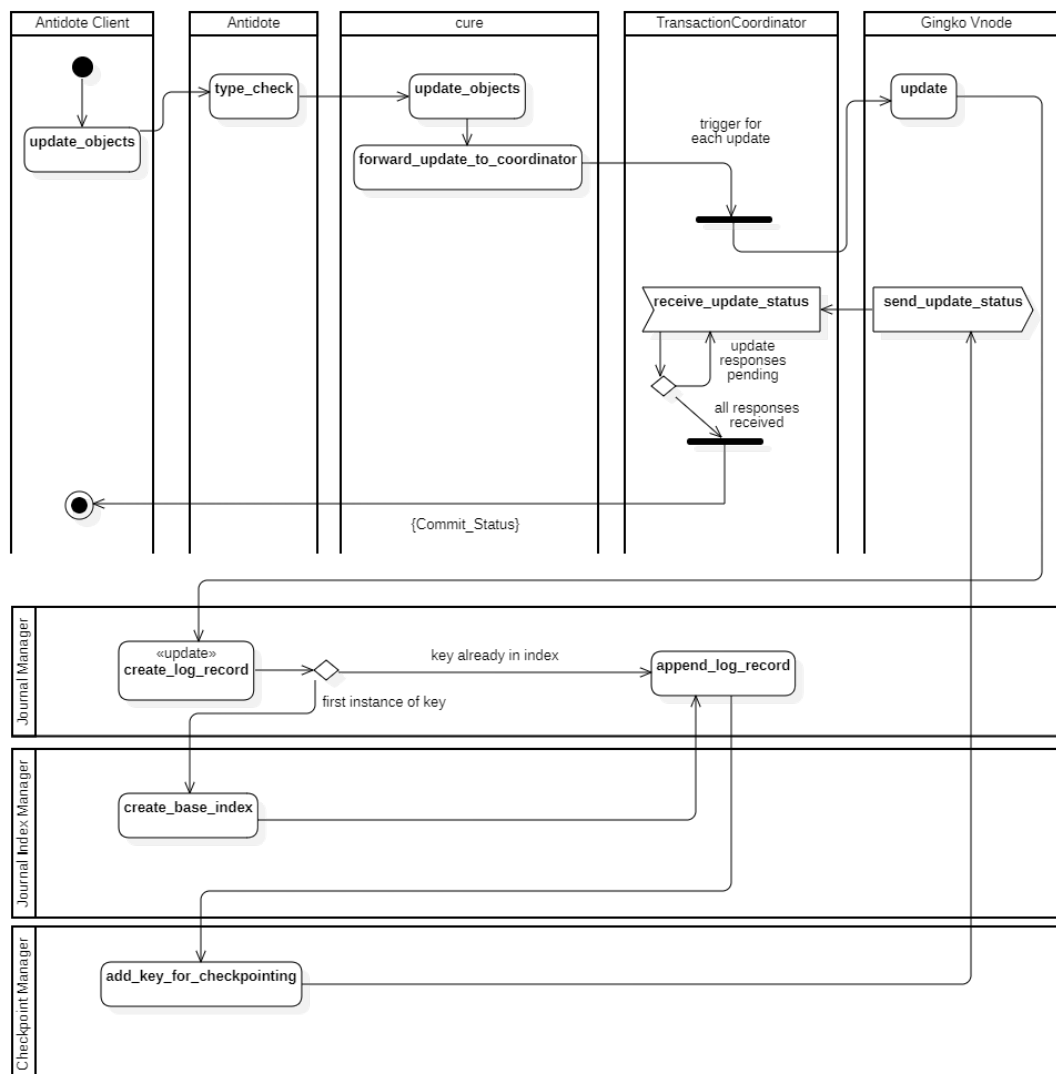 Antidote Client
Antidote
cure
TransactionCoordinator
Gingko Vnode
update_objects
type_check
update_objects
forward_update_to_coordinator
trigger for
each update
update
receive_update_status
send_update_status
update
responses
pending
all responses
received
{Commit_Status}
Journal Manager
«update»
create_log_record
key already in index
first instance of key
append_log_record
Journal Index Manager
create_base_index
Checkpoint Manager
add_key_for_checkpointing